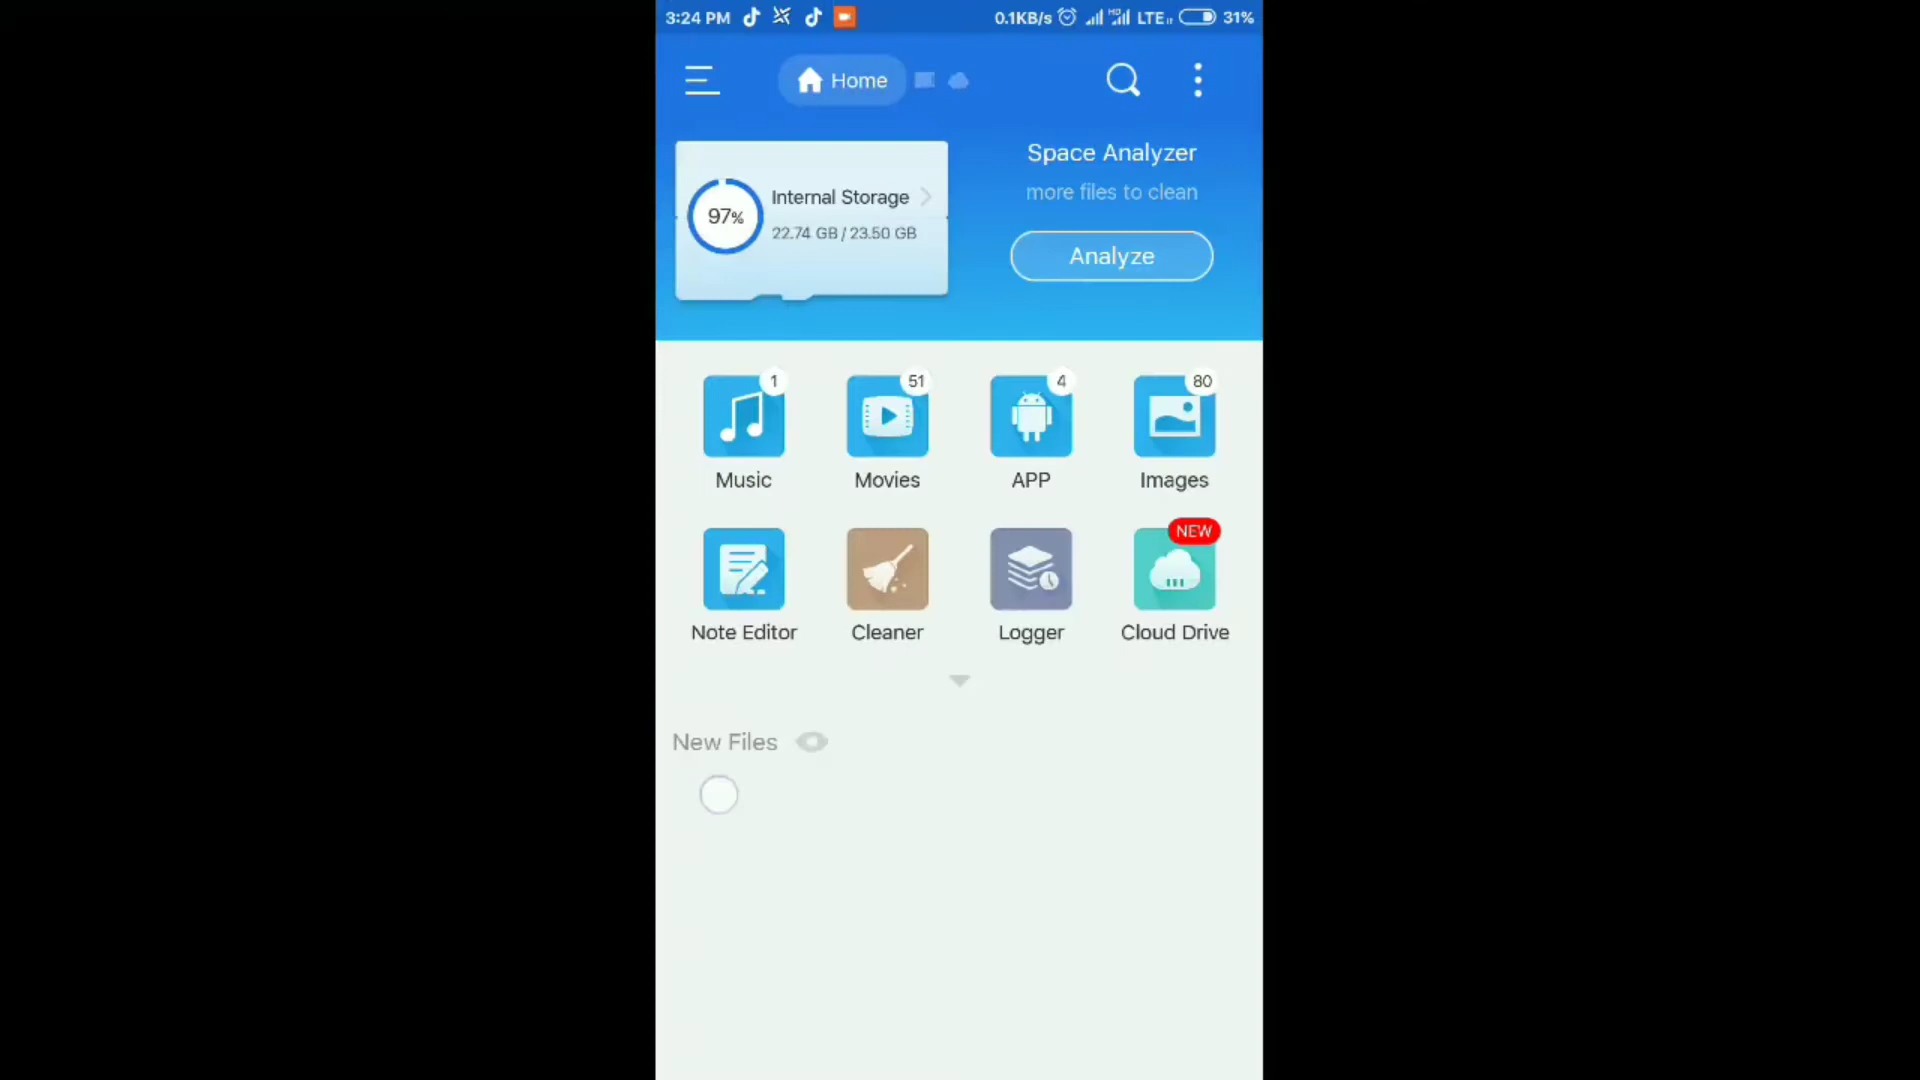 3:24 PM 0.1KB/s HD LTE 31%
Home
Space Analyzer
more files to clean
Analyze
97%
Internal Storage
22.74 GB / 23.50 GB
1 51 4 80
Music Movies APP Images
NEW
Note Editor Cleaner Logger Cloud Drive
New Files